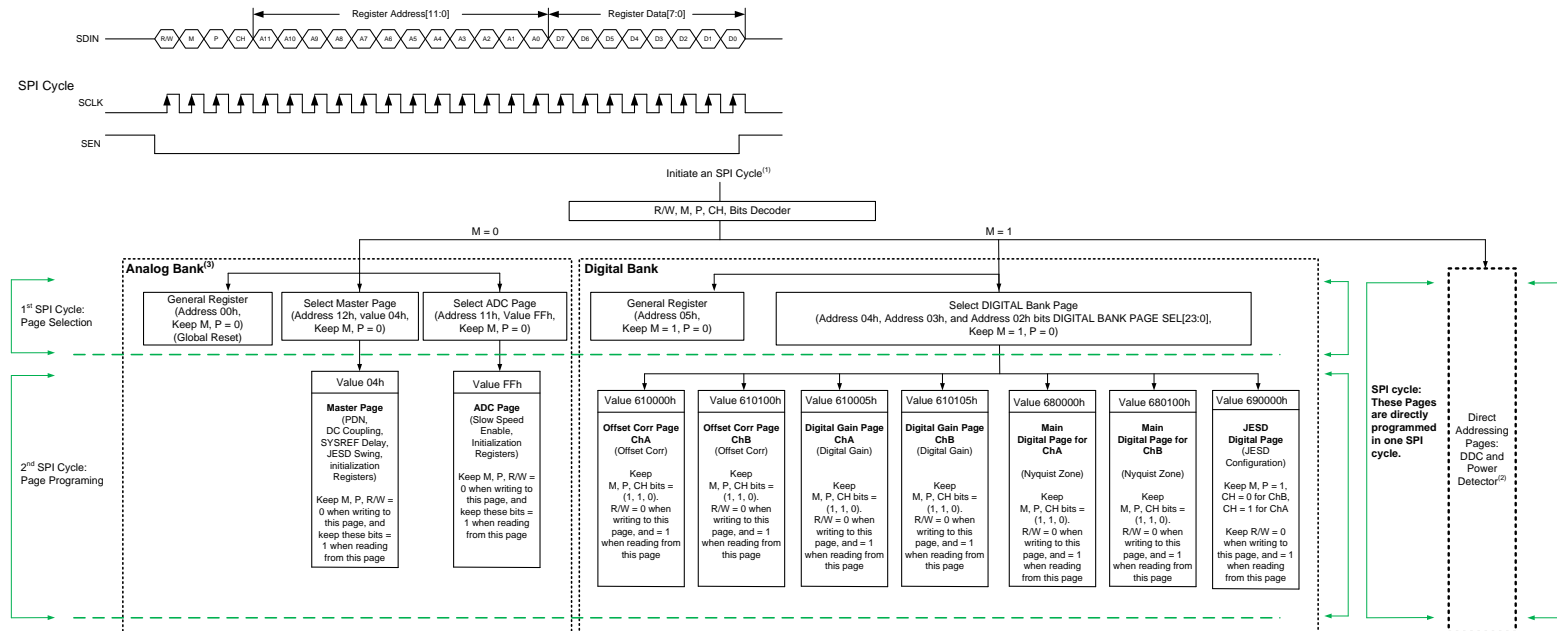 Register Address[11:0]
Register Data[7:0]
SDIN
R/W
M
P
CH
A11
A10
A9
A8
A7
A6
A5
A4
A3
A2
A1
A0
D7
D6
D5
D4
D3
D2
D1
D0
SPI Cycle
SCLK
SEN
Initiate an SPI Cycle(1)
R/W, M, P, CH, Bits Decoder
M = 0
M = 1
Analog Bank(3)
Digital Bank
1st SPI Cycle:
Page Selection
General Register
(Address 00h,
Keep M, P = 0)
(Global Reset)
Select Master Page
(Address 12h, value 04h,
Keep M, P = 0)
Select ADC Page
(Address 11h, Value FFh,
Keep M, P = 0)
General Register
(Address 05h,
Keep M = 1, P = 0)
Select DIGITAL Bank Page
(Address 04h, Address 03h, and Address 02h bits DIGITAL BANK PAGE SEL[23:0],
Keep M = 1, P = 0)
2nd SPI Cycle:
Page Programing
Value 04h
Master Page
(PDN,
DC Coupling,
SYSREF Delay,
JESD Swing,
initialization
Registers)
Keep M, P, R/W =
0 when writing to
this page, and
keep these bits =
1 when reading
from this page
Value FFh
ADC Page
(Slow Speed
Enable,
Initialization
Registers)
Keep M, P, R/W =
0 when writing to
this page, and
keep these bits
= 1 when reading
from this page
Value 610000h
Offset Corr Page
ChA
(Offset Corr)
Keep
M, P, CH bits =
(1, 1, 0).
R/W = 0 when
writing to this
page, and = 1
when reading from
this page
Value 610100h
Offset Corr Page
ChB
(Offset Corr)
Keep
M, P, CH bits =
(1, 1, 0).
R/W = 0 when
writing to this
page, and = 1
when reading from
this page
Value 610005h
Digital Gain Page
ChA
(Digital Gain)
Keep
M, P, CH bits =
(1, 1, 0).
R/W = 0 when
writing to this
page, and = 1
when reading from
this page
Value 610105h
Digital Gain Page
ChB
(Digital Gain)
Keep
M, P, CH bits =
(1, 1, 0).
R/W = 0 when
writing to this
page, and = 1
when reading from
this page
Value 680000h
Main
Digital Page for
ChA
(Nyquist Zone)
Keep
M, P, CH bits =
(1, 1, 0).
R/W = 0 when
writing to this
page, and = 1
when reading from
this page
Value 680100h
Main
Digital Page for
ChB
(Nyquist Zone)
Keep
M, P, CH bits =
(1, 1, 0).
R/W = 0 when
writing to this
page, and = 1
when reading from
this page
Value 690000h
JESD
Digital Page
(JESD
Configuration)
Keep M, P = 1,
CH = 0 for ChB,
CH = 1 for ChA
Keep R/W = 0
when writing to this
page, and = 1
when reading from
this page
SPI cycle:
These Pages
are directly
programmed
in one SPI
cycle.
Direct
Addressing
Pages:
DDC and
Power
Detector(2)